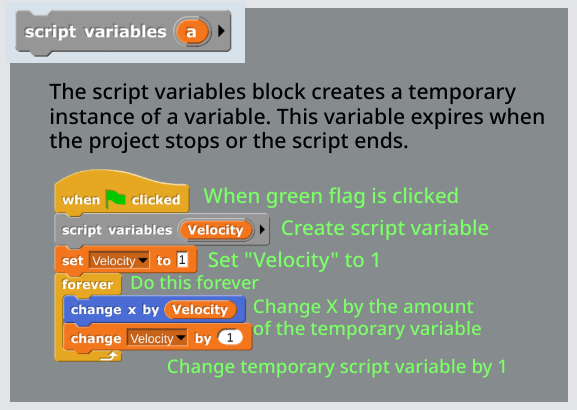 script variables a
The script variables block creates a temporary
instance of a variable. This variable expires when
the project stops or the script ends.
when clicked When green flag is clicked
script variables Velocity Create script variable
set Velocity to 1 Set "Velocity" to 1
forever Do this forever
change x by Velocity Change X by the amount
of the temporary variable
change Velocity by 1
Change temporary script variable by 1